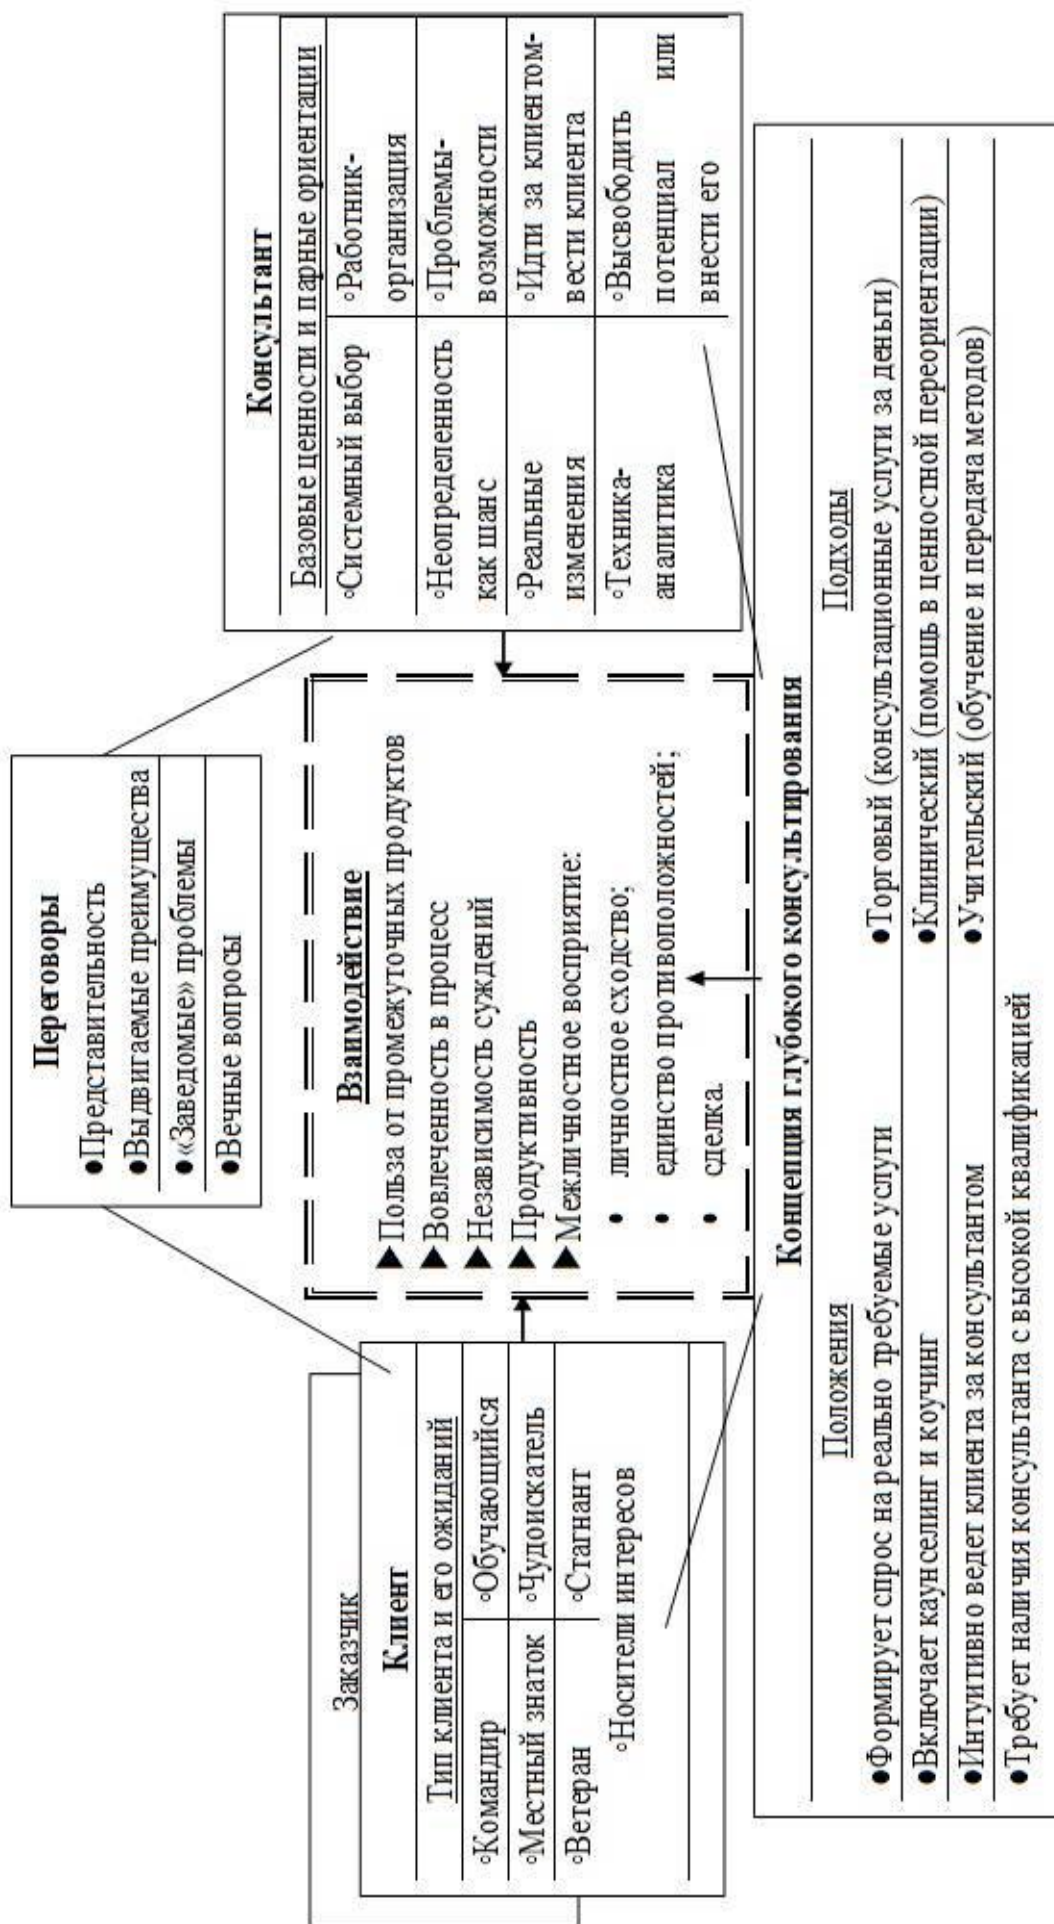 Переговоры
●Представительность
●Выдвигаемые преимущества
●«Заведомые» проблемы
●Вечные вопросы
Заказчик
Клиент
Тип клиента и его ожиданий
°Командир °Обучающийся
°Местный знаток °Чудоискатель
°Ветеран °Стагнант
°Носители интересов
Взаимодействие
▶Польза от промежуточных продуктов
▶Вовлеченность в процесс
▶Независимость суждений
▶Продуктивность
▶Межличностное восприятие:
• личностное сходство;
• единство противоположностей;
• сделка.
Консультант
Базовые ценности и парные ориентации
°Системный выбор °Работник-
организация
°Неопределенность °Проблемы-
как шанс возможности
°Реальные °Идти за клиентом-
изменения вести клиента
°Техника- °Высвободить
аналитика потенциал или
внести его
Концепция глубокого консультирования
Положения Подходы
●Формирует спрос на реально требуемые услуги ●Торговый (консультационные услуги за деньги)
●Включает каунселинг и коучинг ●Клинический (помощь в ценностной переориентации)
●Интуитивно ведет клиента за консультантом ●Учительский (обучение и передача методов)
●Требует наличия консультанта с высокой квалификацией